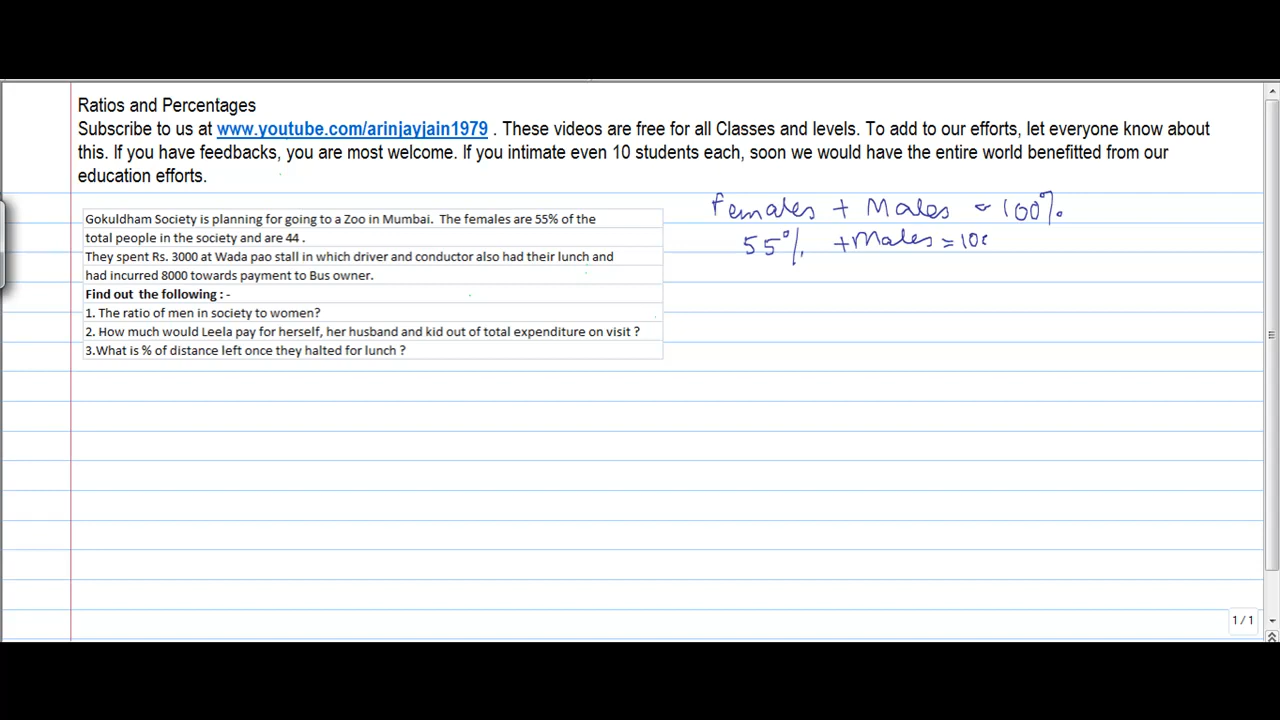 Ratios and Percentages
Subscribe to us at www.youtube.com/arinjayjain1979 . These videos are free for all Classes and levels. To add to our efforts, let everyone know about
this. If you have feedbacks, you are most welcome. If you intimate even 10 students each, soon we would have the entire world benefitted from our
education efforts.
Gokuldham Society is planning for going to a Zoo in Mumbai. The females are 55% of the
total people in the society and are 44 .
They spent Rs. 3000 at Wada pao stall in which driver and conductor also had their lunch and
had incurred 8000 towards payment to Bus owner.
Find out the following : -
1. The ratio of men in society to women?
2. How much would Leela pay for herself, her husband and kid out of total expenditure on visit ?
3.What is % of distance left once they halted for lunch ?
Females + Males = 100%
55% + Males = 100
1 / 1